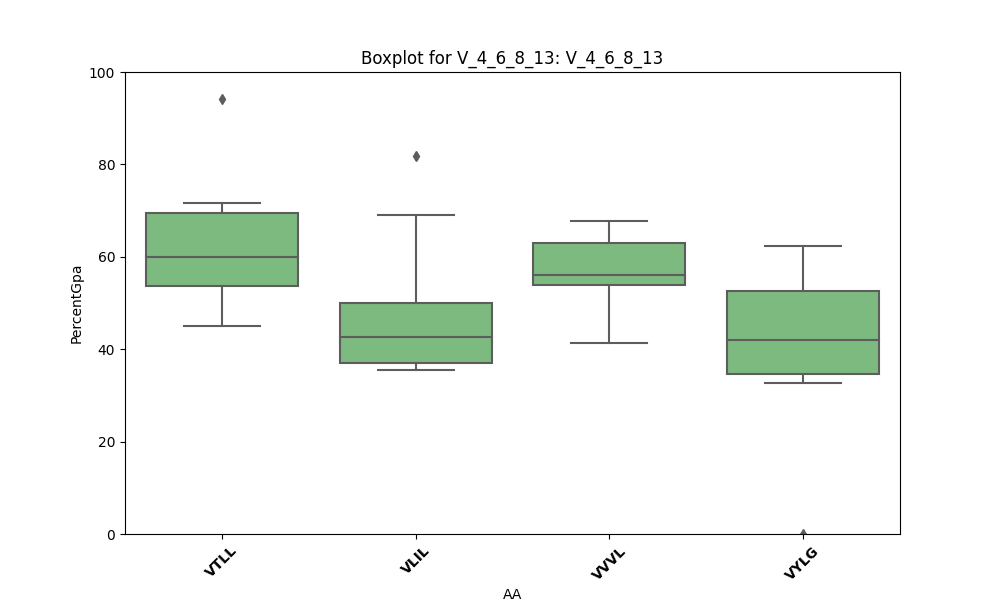 Boxplot for V_4_6_8_13: V_4_6_8_13
100
80
60
40
20
0
PercentGpa
VTLL
VLIL
VVVL
VYLG
AA